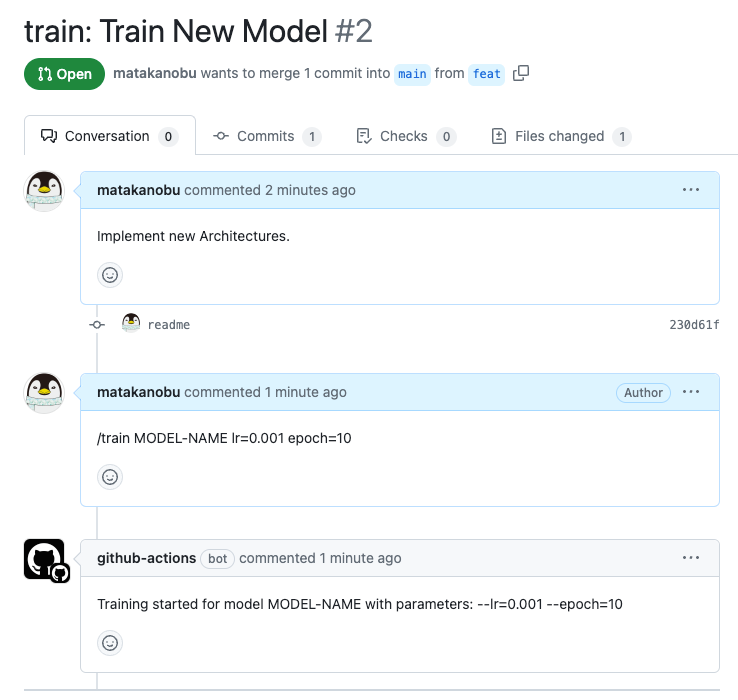 train: Train New Model #2
Open matakanobu wants to merge 1 commit into main from feat
Conversation 0 Commits 1 Checks 0 Files changed 1
matakanobu commented 2 minutes ago
Implement new Architectures.
readme 230d61f
matakanobu commented 1 minute ago Author
/train MODEL-NAME lr=0.001 epoch=10
github-actions bot commented 1 minute ago
Training started for model MODEL-NAME with parameters: --lr=0.001 --epoch=10